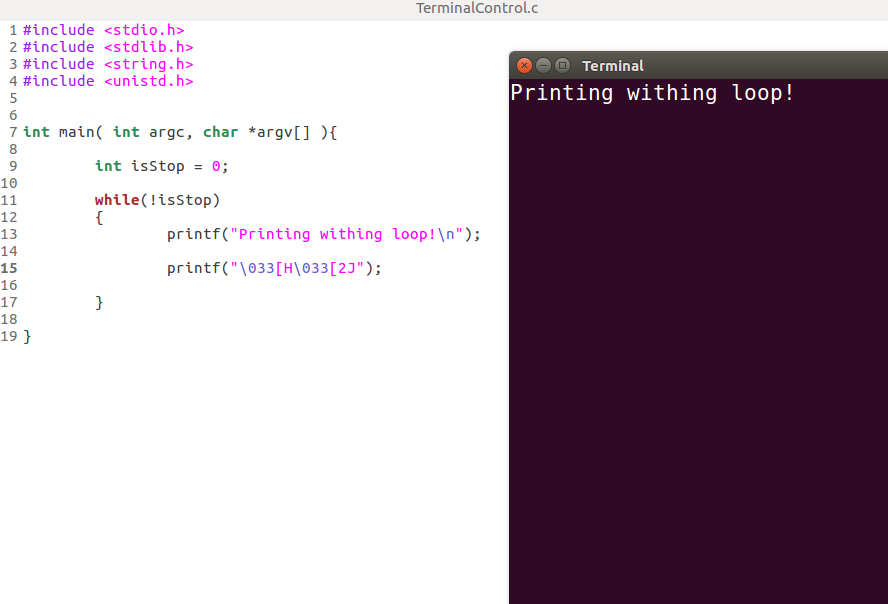 TerminalControl.c
1 #include <stdio.h>
2 #include <stdlib.h>
3 #include <string.h>
4 #include <unistd.h>
5
6
7 int main( int argc, char *argv[] ){
8
9         int isStop = 0;
10
11         while(!isStop)
12         {
13                 printf("Printing withing loop!\n");
14
15                 printf("\033[H\033[2J");
16
17         }
18
19 }
Terminal
Printing withing loop!